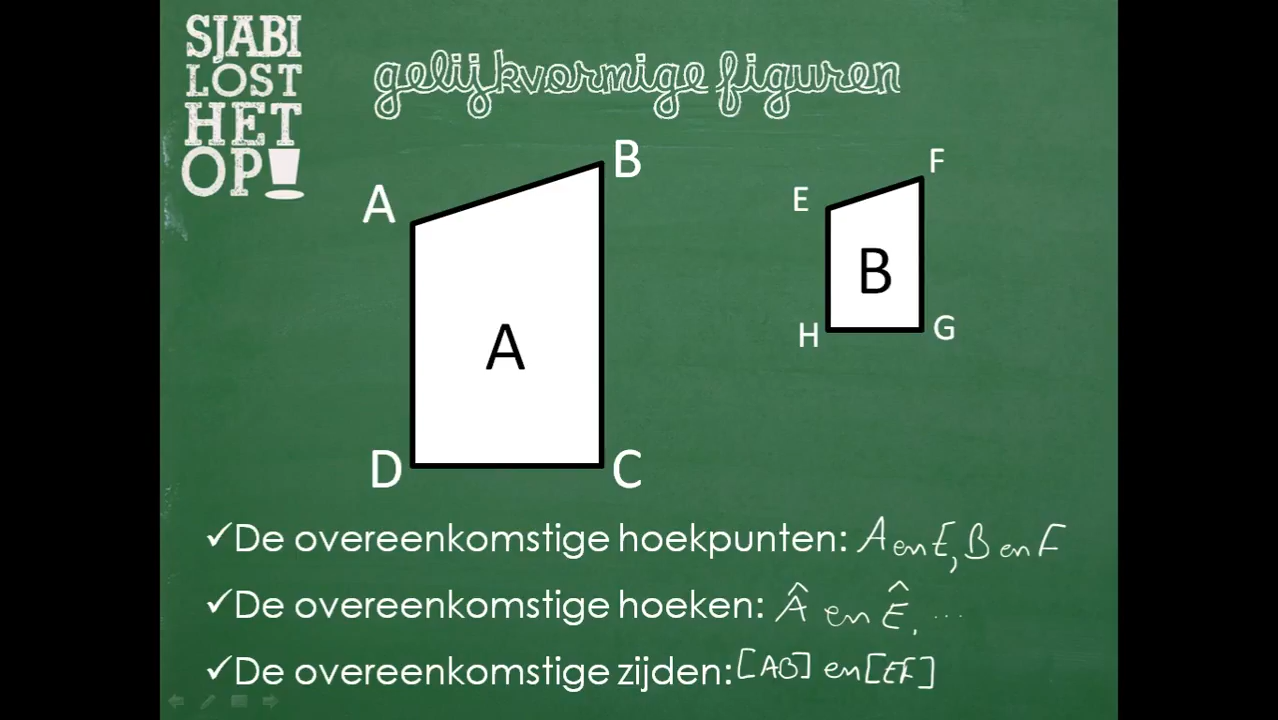 SJABI
LOST
HET
OP
gelijkvormige figuren
A
B
A
D
C
E
F
B
H
G
✓De overeenkomstige hoekpunten: A en E, B en F
✓De overeenkomstige hoeken: Â en Ê, ...
✓De overeenkomstige zijden: [AB] en [EF]